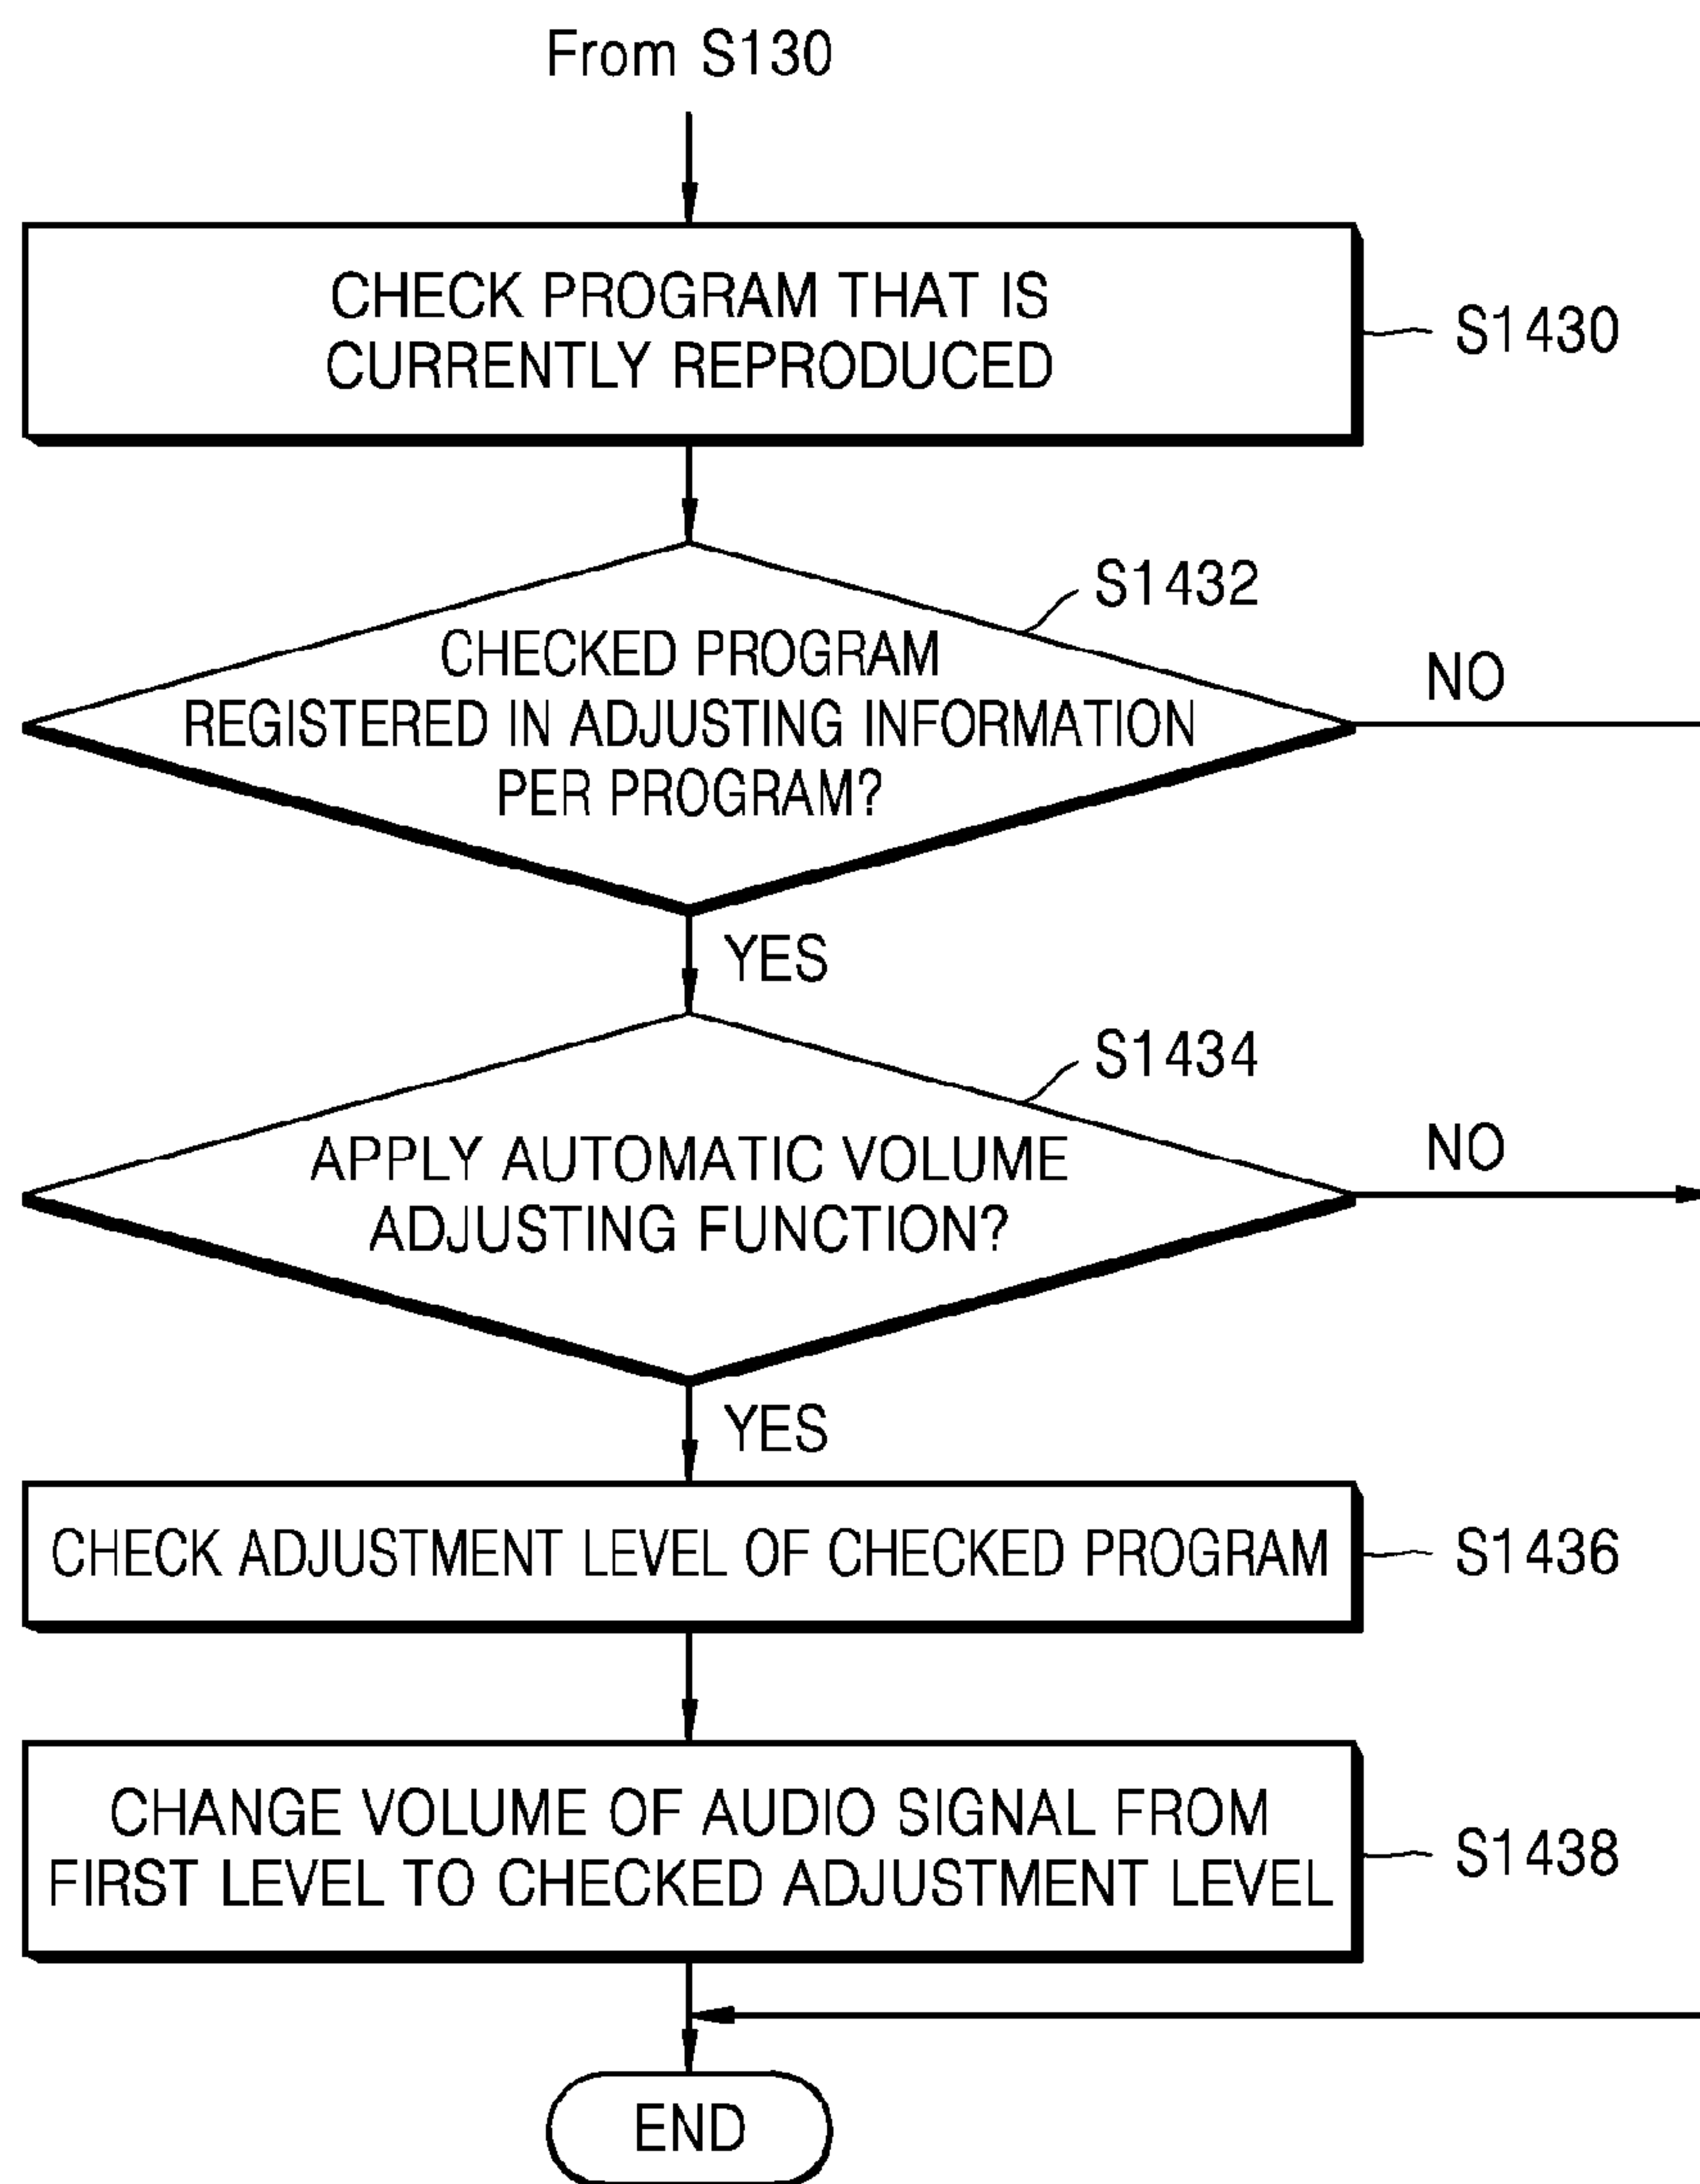 From S130
CHECK PROGRAM THAT IS
CURRENTLY REPRODUCED
S1430
S1432
CHECKED PROGRAM
REGISTERED IN ADJUSTING INFORMATION
PER PROGRAM?
NO
YES
S1434
APPLY AUTOMATIC VOLUME
ADJUSTING FUNCTION?
NO
YES
CHECK ADJUSTMENT LEVEL OF CHECKED PROGRAM
S1436
CHANGE VOLUME OF AUDIO SIGNAL FROM
FIRST LEVEL TO CHECKED ADJUSTMENT LEVEL
S1438
END